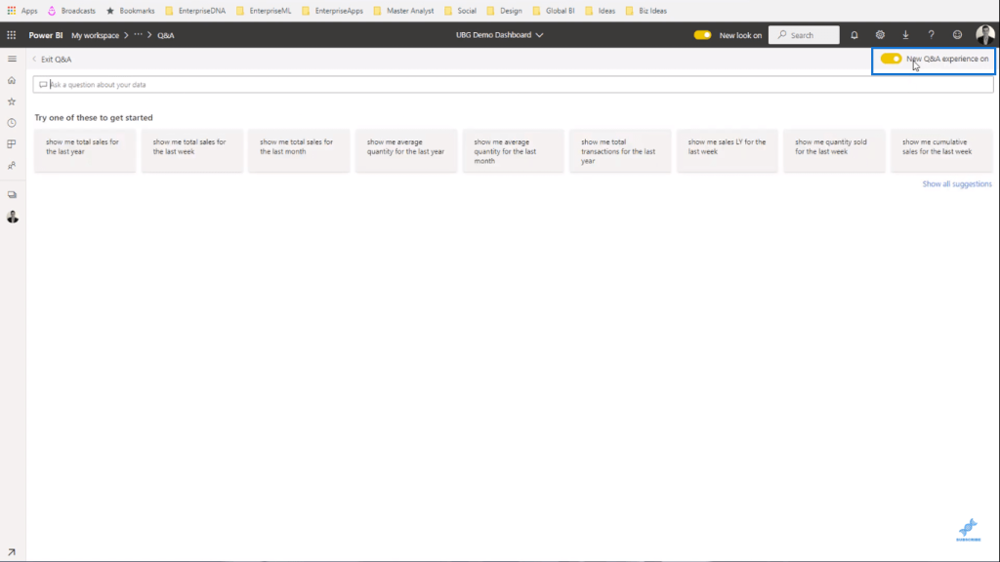 Apps Broadcasts Bookmarks EnterpriseDNA EnterpriseML EnterpriseApps Master Analyst Social Design Global BI Ideas Biz Ideas
Power BI My workspace > ··· > Q&A UBG Demo Dashboard New look on Search
Exit Q&A New Q&A experience on
Ask a question about your data
Try one of these to get started
show me total sales for
the last year
show me total sales for
the last week
show me total sales for
the last month
show me average
quantity for the last year
show me average
quantity for the last
month
show me total
transactions for the last
year
show me sales LY for the
last week
show me quantity sold
for the last week
show me cumulative
sales for the last week
Show all suggestions
SUBSCRIBE